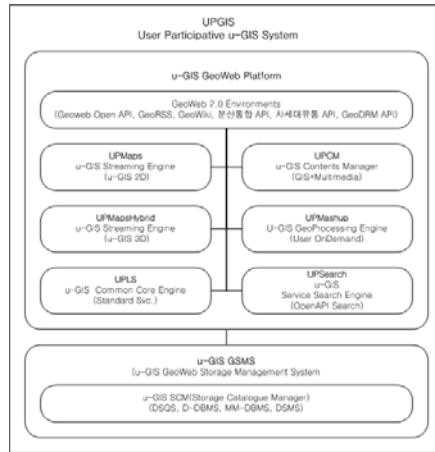 UPGIS
User Participative u-GIS System
u-GIS GeoWeb Platform
GeoWeb 2.0 Environments
(Geoweb Open API, GeoRSS, GeoWiki, 분산통합 API, 차세대유통 API, GeoDRM API)
UPMaps
u-GIS Streaming Engine
(u-GIS 2D)
UPCM
u-GIS Contents Manager
(GIS+Multimedia)
UPMapsHybrid
u-GIS Streaming Engine
(u-GIS 3D)
UPMashup
U-GIS GeoProcessing Engine
(User OnDemand)
UPLS
u-GIS Common Core Engine
(Standard Svc.)
UPSearch
u-GIS
Service Search Engine
(OpenAPI Search)
u-GIS GSMS
(u-GIS GeoWeb Storage Management System
u-GIS SCM(Storage Catalogue Manager)
(DSQS, D-DBMS, MM-DBMS, DSMS)